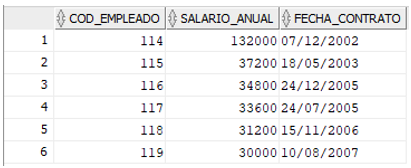 COD_EMPLEADO SALARIO_ANUAL FECHA_CONTRATO
1 114 132000 07/12/2002
2 115 37200 18/05/2003
3 116 34800 24/12/2005
4 117 33600 24/07/2005
5 118 31200 15/11/2006
6 119 30000 10/08/2007